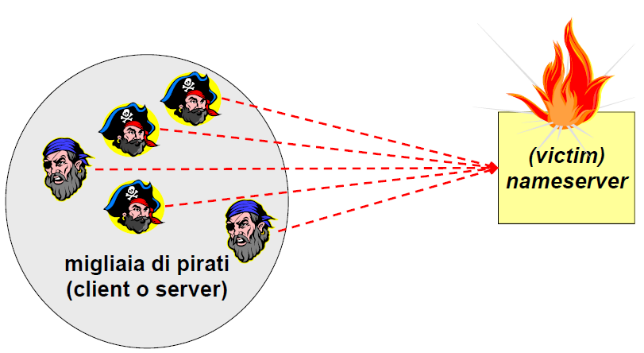 (victim)
nameserver
migliaia di pirati
(client o server)